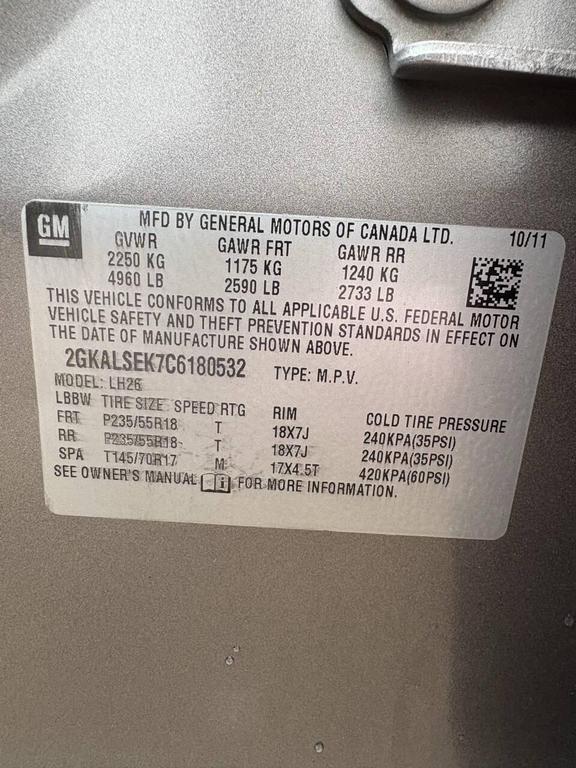 GM
MFD BY GENERAL MOTORS OF CANADA LTD. 10/11
GVWR GAWR FRT GAWR RR
2250 KG 1175 KG 1240 KG
4960 LB 2590 LB 2733 LB
THIS VEHICLE CONFORMS TO ALL APPLICABLE U.S. FEDERAL MOTOR
VEHICLE SAFETY AND THEFT PREVENTION STANDARDS IN EFFECT ON
THE DATE OF MANUFACTURE SHOWN ABOVE.
2GKALSEK7C6180532 TYPE: M.P.V.
MODEL: LH26
LBBW TIRE SIZE SPEED RTG RIM COLD TIRE PRESSURE
FRT P235/55R18 T 18X7J 240KPA(35PSI)
RR P235/55R18 T 18X7J 240KPA(35PSI)
SPA T145/70R17 M 17X4.5T 420KPA(60PSI)
SEE OWNER'S MANUAL i FOR MORE INFORMATION.